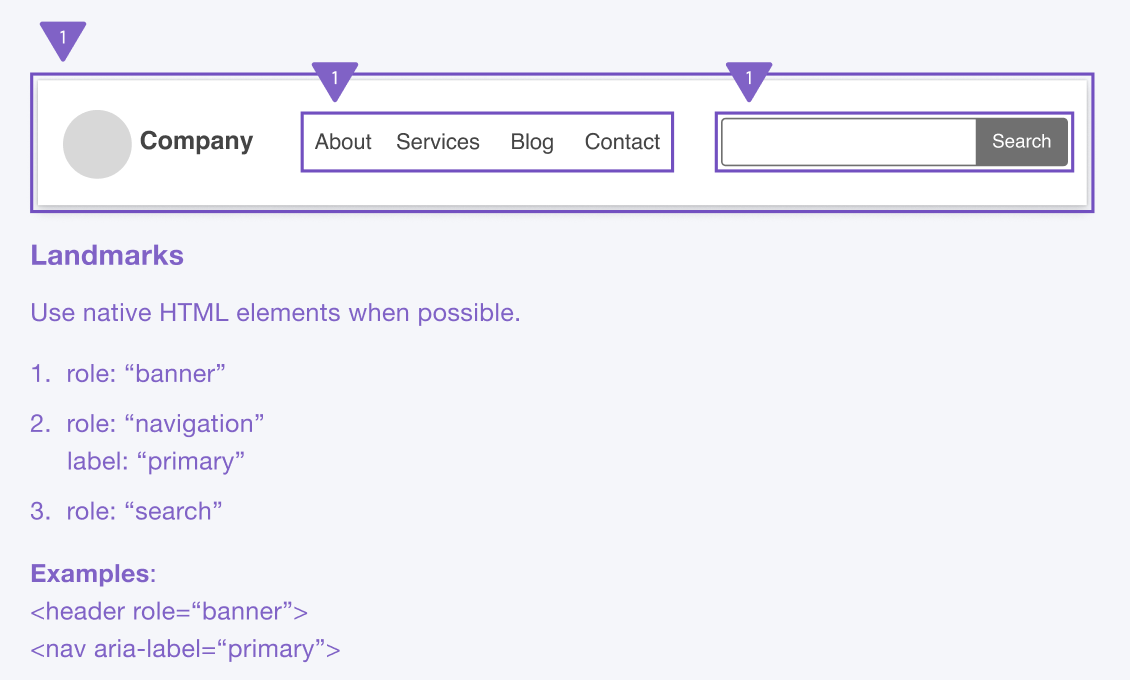 1
1
1
Company
About Services Blog Contact
Search
Landmarks
Use native HTML elements when possible.
1. role: “banner”
2. role: “navigation”
label: “primary”
3. role: “search”
Examples:
<header role=“banner”>
<nav aria-label=“primary”>